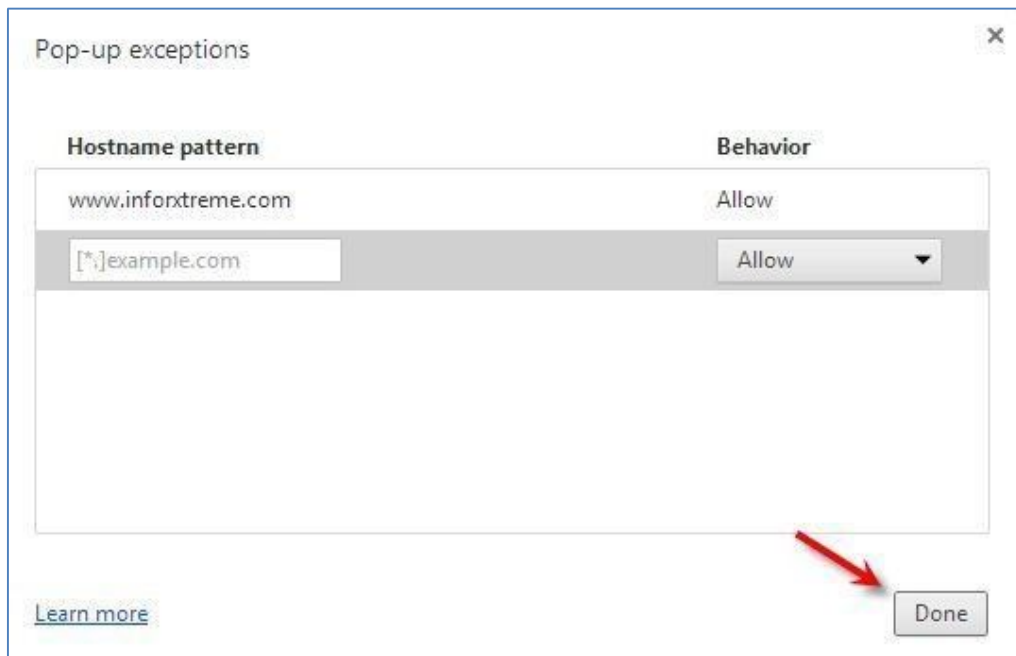 Pop-up exceptions
Hostname pattern Behavior
www.inforxtreme.com Allow
[*.]example.com Allow
Learn more Done